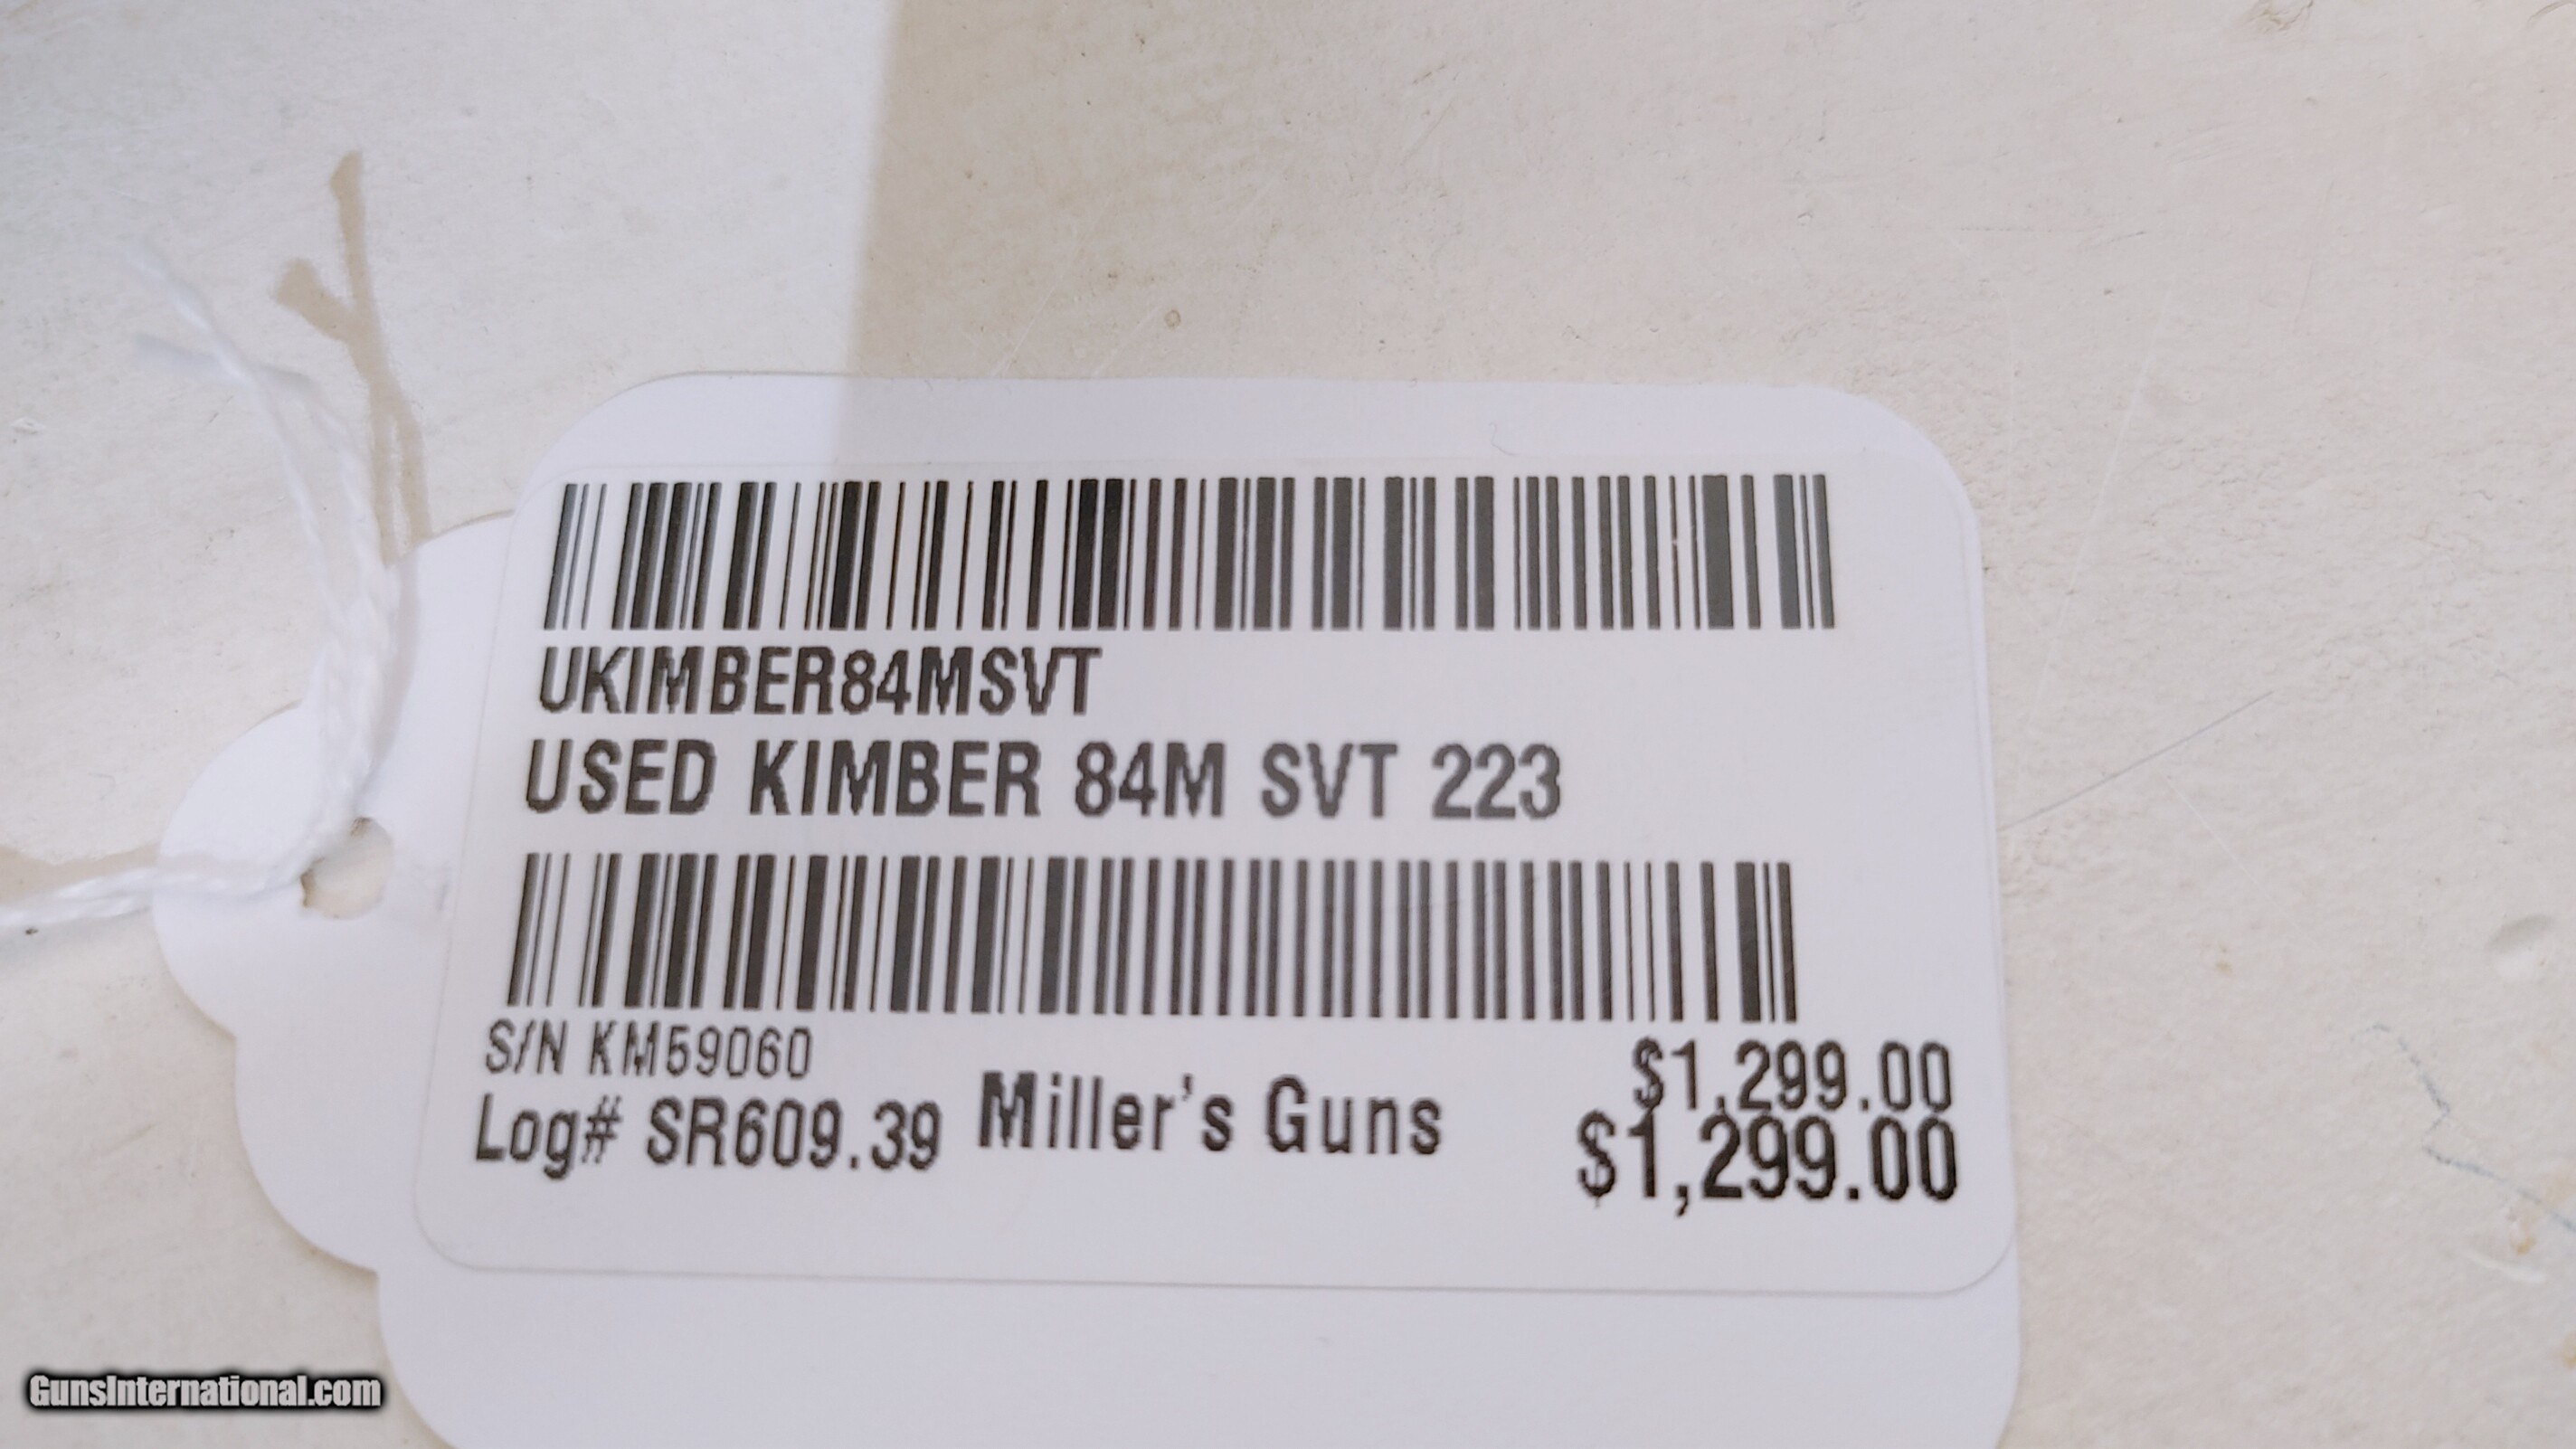 UKIMBER84MSVT
USED KIMBER 84M SVT 223
S/N KM59060
$1,299.00
Log# SR609.39
Miller's Guns
$1,299.00
GunsInternational.com